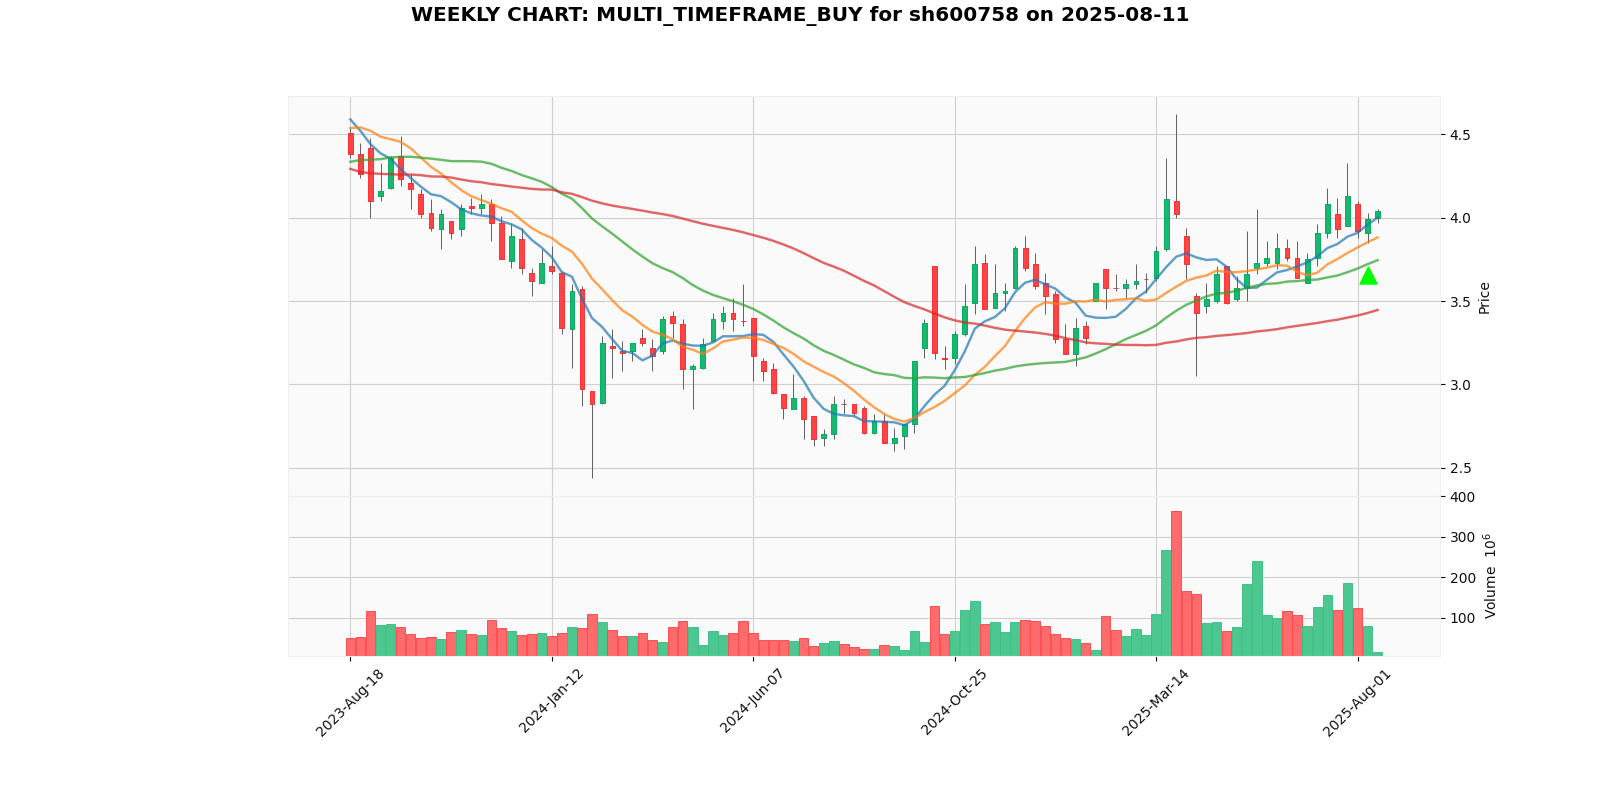 WEEKLY CHART: MULTI_TIMEFRAME_BUY for sh600758 on 2025-08-11
4.5
4.0
3.5
3.0
2.5
Price
400
300
200
100
Volume 10⁶
2023-Aug-18
2024-Jan-12
2024-Jun-07
2024-Oct-25
2025-Mar-14
2025-Aug-01